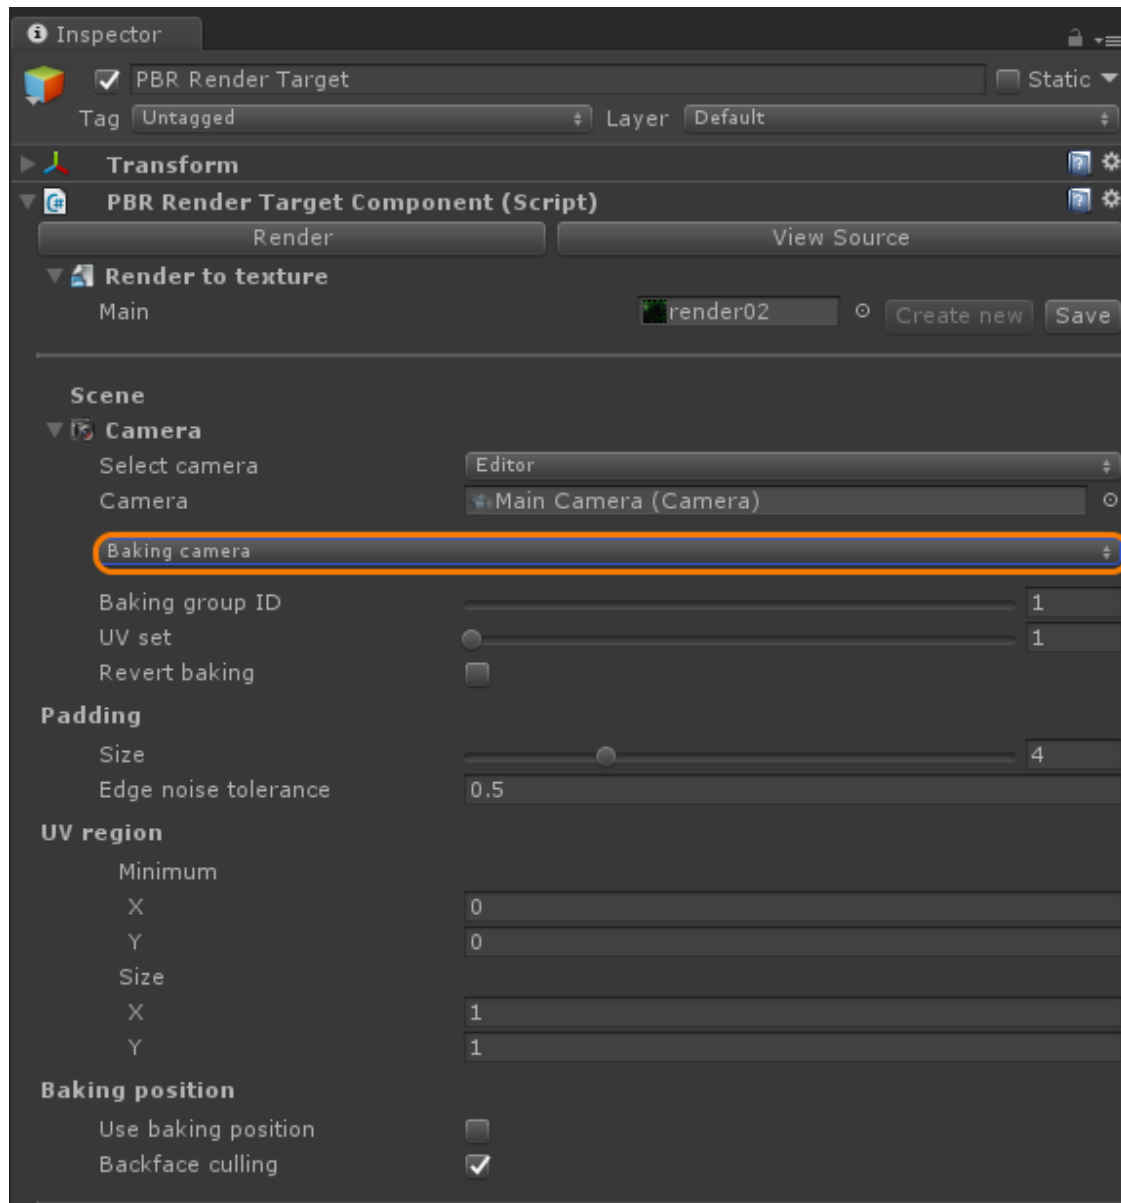 Inspector
PBR Render Target Static
Tag Untagged Layer Default
Transform
PBR Render Target Component (Script)
Render View Source
Render to texture
Main render02 Create new Save
Scene
Camera
Select camera Editor
Camera Main Camera (Camera)
Baking camera
Baking group ID 1
UV set 1
Revert baking
Padding
Size 4
Edge noise tolerance 0.5
UV region
Minimum
X 0
Y 0
Size
X 1
Y 1
Baking position
Use baking position
Backface culling